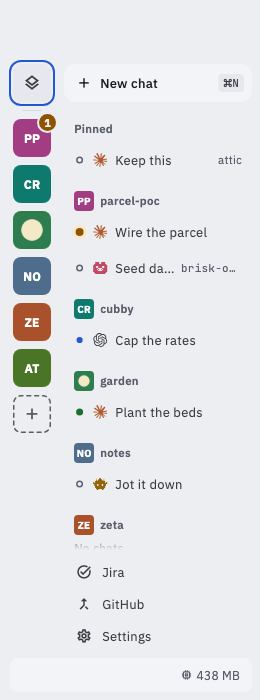 New chat ⌘N
1
PP
CR
NO
ZE
AT
Pinned
Keep this attic
PP parcel-poc
Wire the parcel
Seed da... brisk-o...
CR cubby
Cap the rates
garden
Plant the beds
NO notes
Jot it down
ZE zeta
No chats
Jira
GitHub
Settings
438 MB